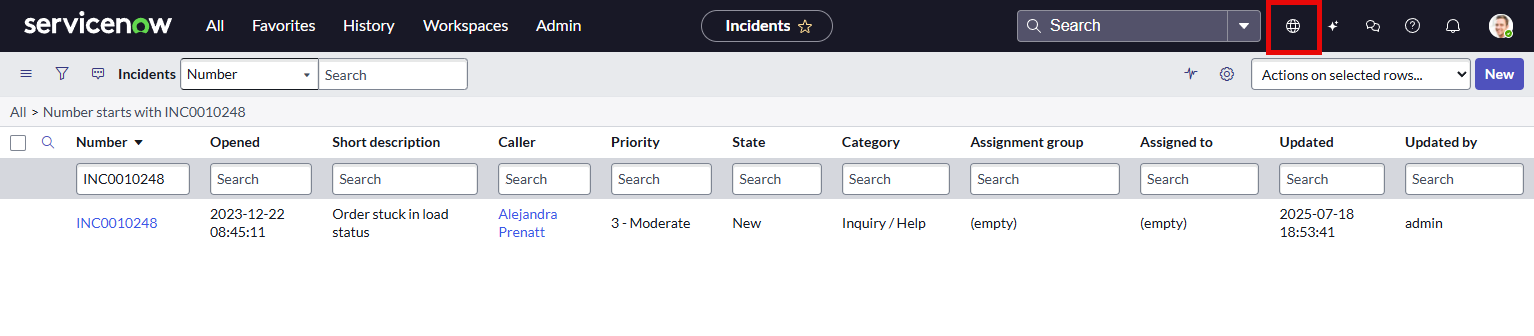 servicenow All Favorites History Workspaces Admin Incidents Search
Incidents Number Search Actions on selected rows... New
All > Number starts with INC0010248
Number Opened Short description Caller Priority State Category Assignment group Assigned to Updated Updated by
INC0010248 Search Search Search Search Search Search Search Search Search Search
INC0010248 2023-12-22 08:45:11 Order stuck in load status Alejandra Prenatt 3 - Moderate New Inquiry / Help (empty) (empty) 2025-07-18 18:53:41 admin